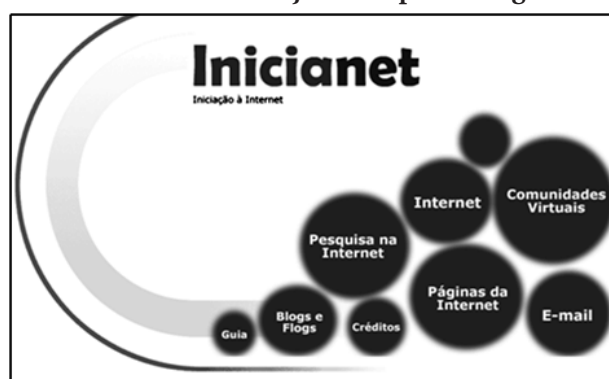 Inicianet
Iniciação à Internet
Comunidades
Virtuais
Internet
Pesquisa na
Internet
Páginas da
Internet
E-mail
Blogs e
Flogs
Créditos
Guia